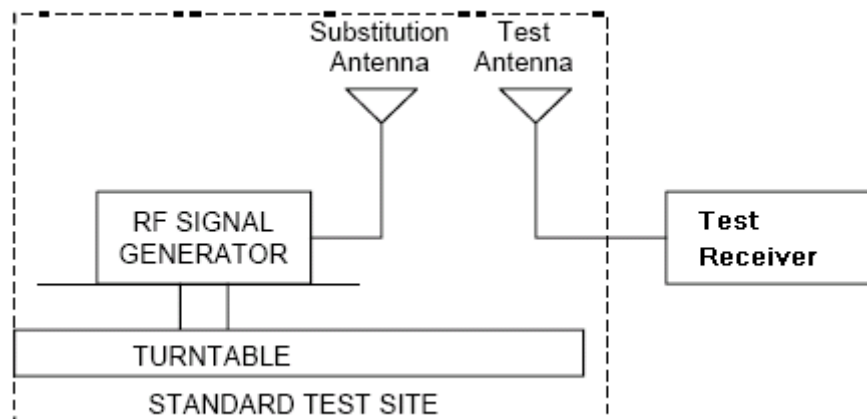 Substitution
Antenna
Test
Antenna
RF SIGNAL
GENERATOR
Test
Receiver
TURNTABLE
STANDARD TEST SITE